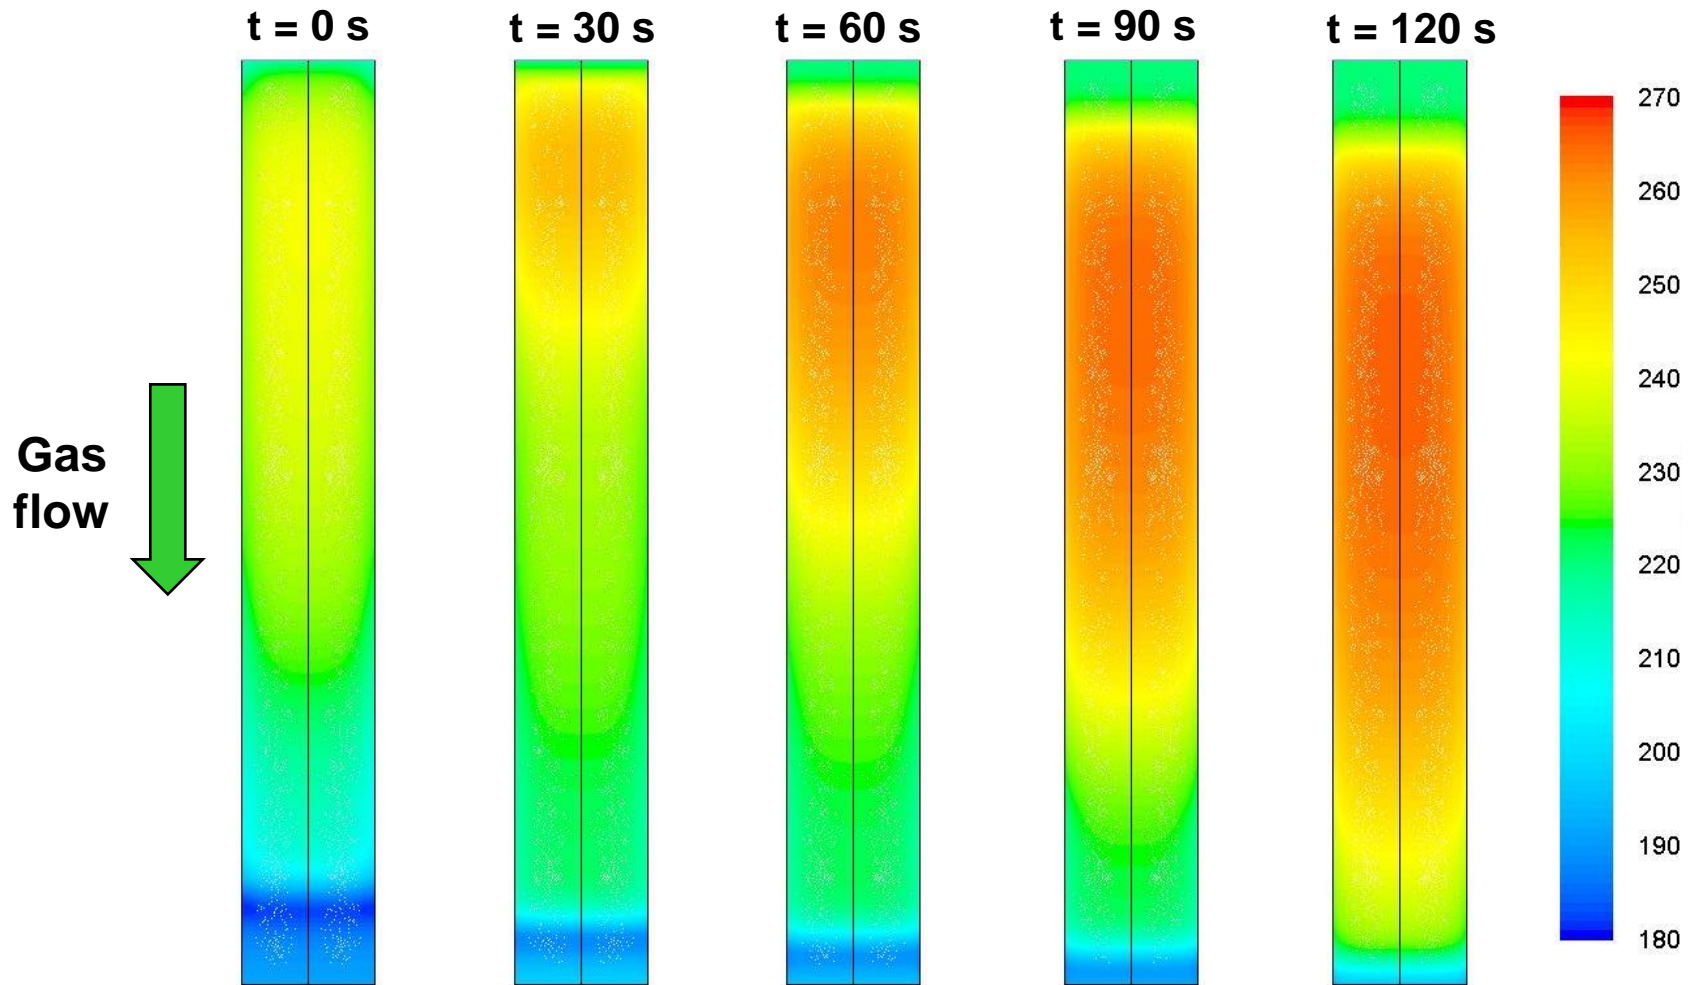 t = 0 s
t = 30 s
t = 60 s
t = 90 s
t = 120 s
Gas
flow
270
260
250
240
230
220
210
200
190
180